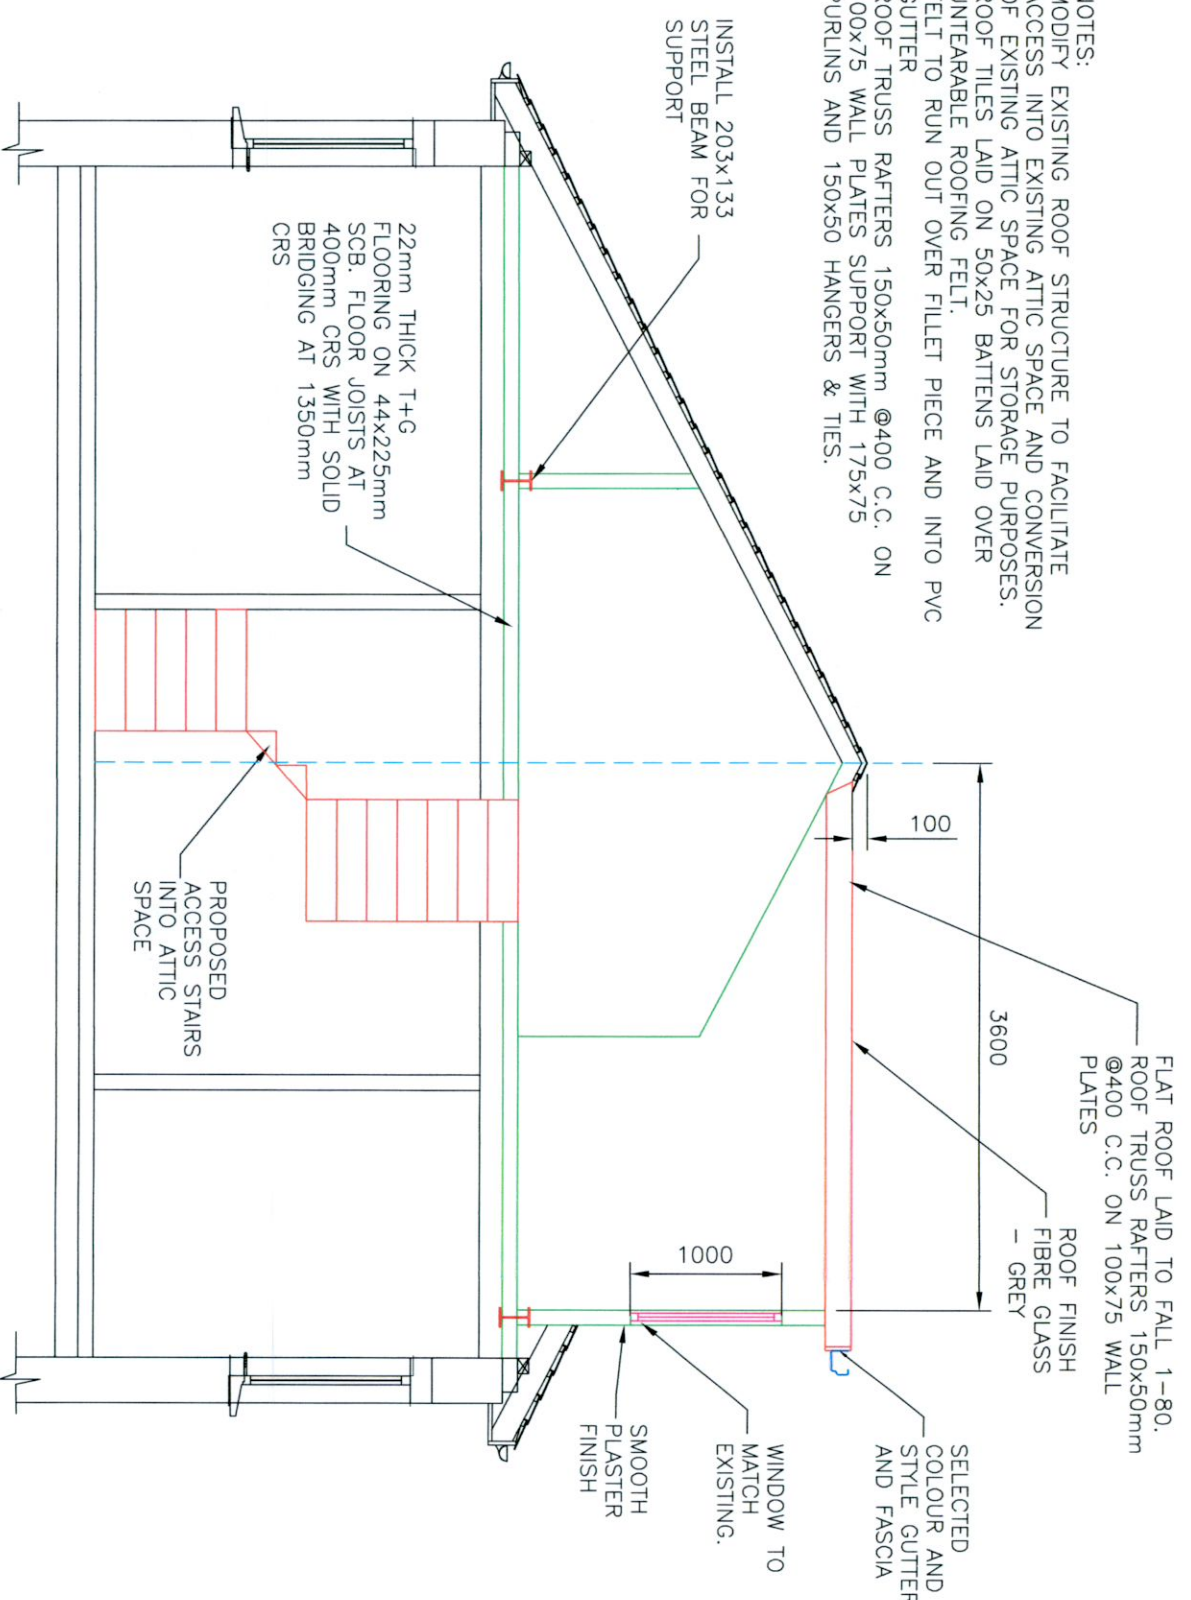 NOTES:
MODIFY EXISTING ROOF STRUCTURE TO FACILITATE
ACCESS INTO EXISTING ATTIC SPACE AND CONVERSION
OF EXISTING ATTIC SPACE FOR STORAGE PURPOSES.
ROOF TILES LAID ON 50x25 BATTENS LAID OVER
UNTEARABLE ROOFING FELT.
FELT TO RUN OUT OVER FILLET PIECE AND INTO PVC
GUTTER
ROOF TRUSS RAFTERS 150x50mm @400 C.C. ON
100x75 WALL PLATES SUPPORT WITH 175x75
PURLINS AND 150x50 HANGERS & TIES.
INSTALL 203x133
STEEL BEAM FOR
SUPPORT
22mm THICK T+G
FLOORING ON 44x225mm
SCB. FLOOR JOISTS AT
400mm CRS WITH SOLID
BRIDGING AT 1350mm
CRS
PROPOSED
ACCESS STAIRS
INTO ATTIC
SPACE
100
3600
1000
FLAT ROOF LAID TO FALL 1-80.
ROOF TRUSS RAFTERS 150x50mm
@400 C.C. ON 100x75 WALL
PLATES
ROOF FINISH
FIBRE GLASS
- GREY
SELECTED
COLOUR AND
STYLE GUTTER
AND FASCIA
WINDOW TO
MATCH
EXISTING.
SMOOTH
PLASTER
FINISH